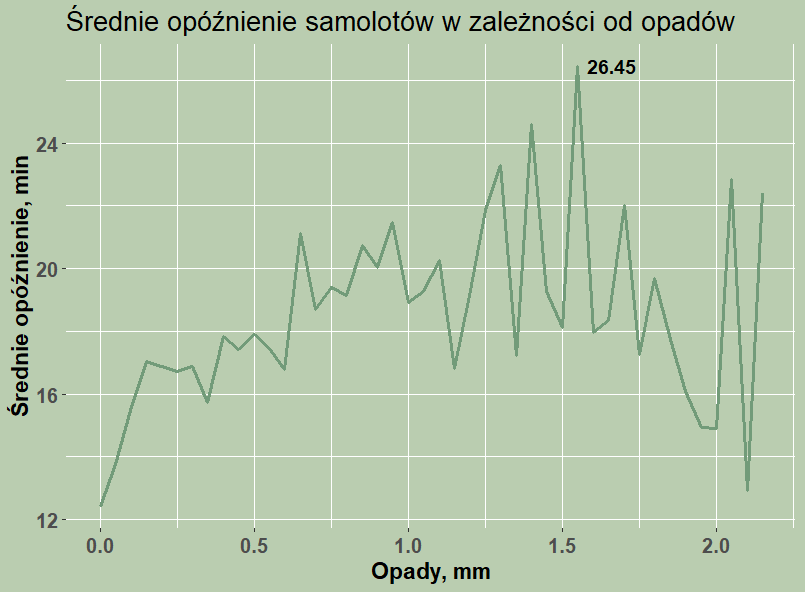 Średnie opóźnienie samolotów w zależności od opadów
26.45
24
20
16
12
Średnie opóźnienie, min
0.0 0.5 1.0 1.5 2.0
Opady, mm